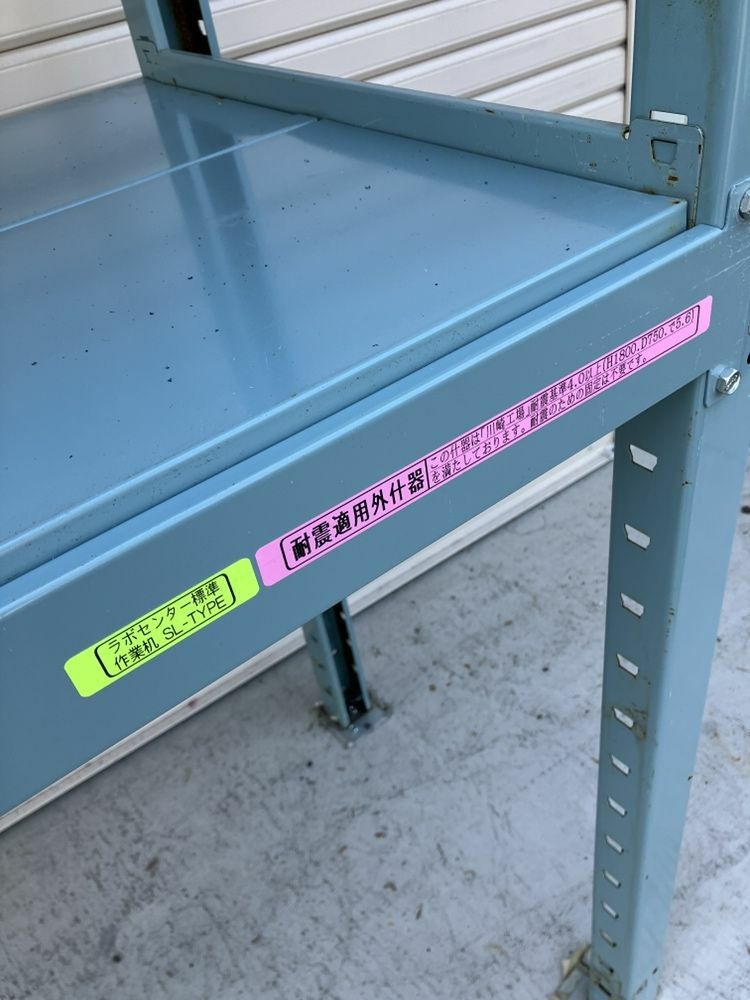 耐震適用外什器
この什器は「川崎工場」耐震基準4.0以上(H1800.D750.で5.6)
を満たしております。耐震のための固定は不要です。
ラボセンター標準
作業机 SL-TYPE